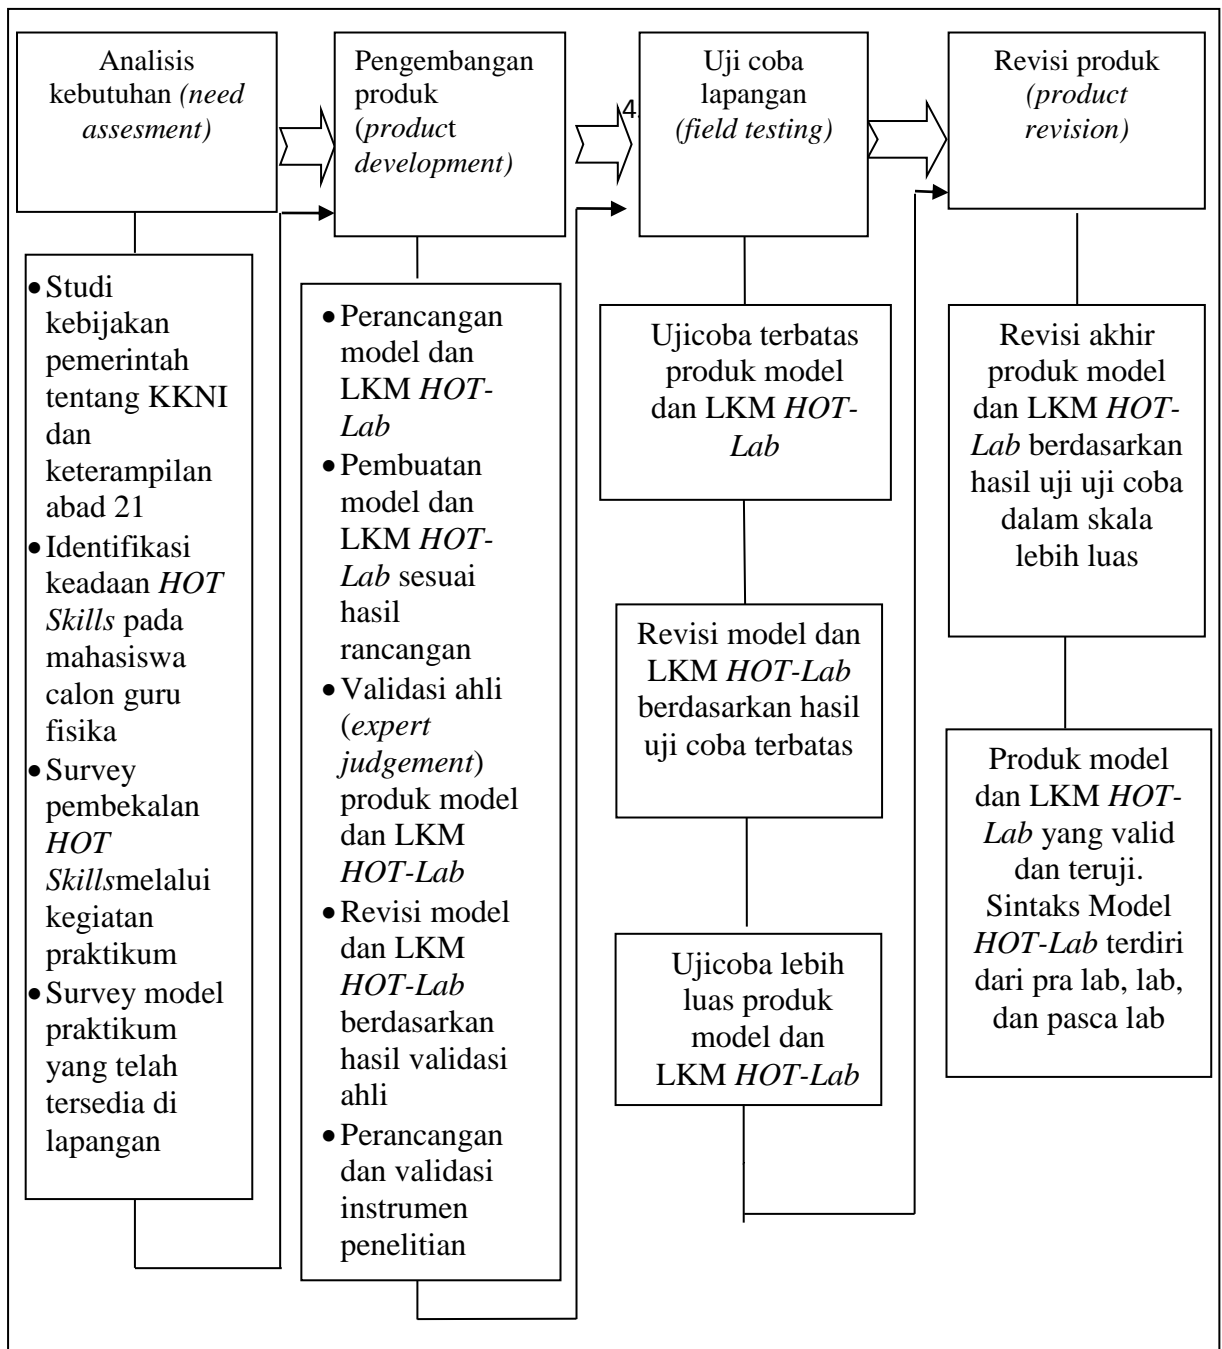 Analisis
kebutuhan (need
assesment)
Studi
kebijakan
pemerintah
tentang KKNI
dan
keterampilan
abad 21
Identifikasi
keadaan HOT
Skills pada
mahasiswa
calon guru
fisika
Survey
pembekalan
HOT
Skillsmelalui
kegiatan
praktikum
Survey model
praktikum
yang telah
tersedia di
lapangan
Pengembangan
produk
(product
development)
Perancangan
model dan
LKM HOT-
Lab
Pembuatan
model dan
LKM HOT-
Lab sesuai
hasil
rancangan
Validasi ahli
(expert
judgement)
produk model
dan LKM
HOT-Lab
Revisi model
dan LKM
HOT-Lab
berdasarkan
hasil validasi
ahli
Perancangan
dan validasi
instrumen
penelitian
4.
Uji coba
lapangan
(field testing)
Ujicoba terbatas
produk model
dan LKM HOT-
Lab
Revisi model dan
LKM HOT-Lab
berdasarkan hasil
uji coba terbatas
Ujicoba lebih
luas produk
model dan
LKM HOT-Lab
Revisi produk
(product
revision)
Revisi akhir
produk model
dan LKM HOT-
Lab berdasarkan
hasil uji uji coba
dalam skala
lebih luas
Produk model
dan LKM HOT-
Lab yang valid
dan teruji.
Sintaks Model
HOT-Lab terdiri
dari pra lab, lab,
dan pasca lab